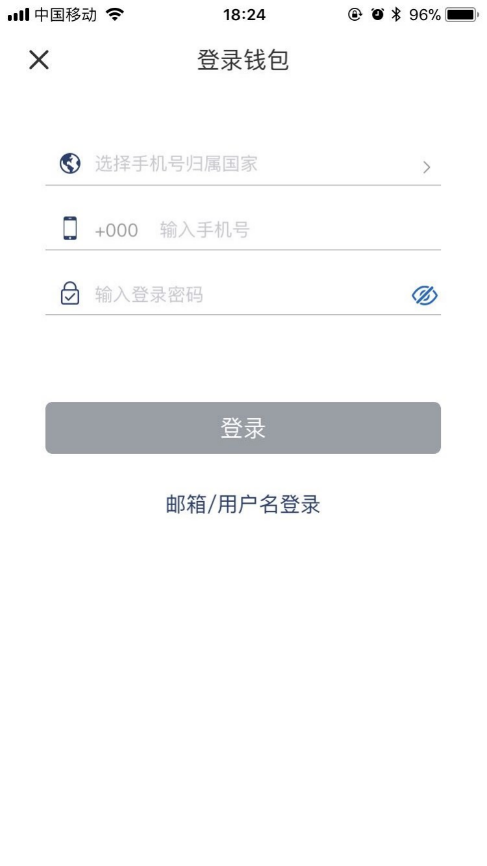 中国移动 18:24 96%
登录钱包
选择手机号归属国家
+000 输入手机号
输入登录密码
登录
邮箱/用户名登录